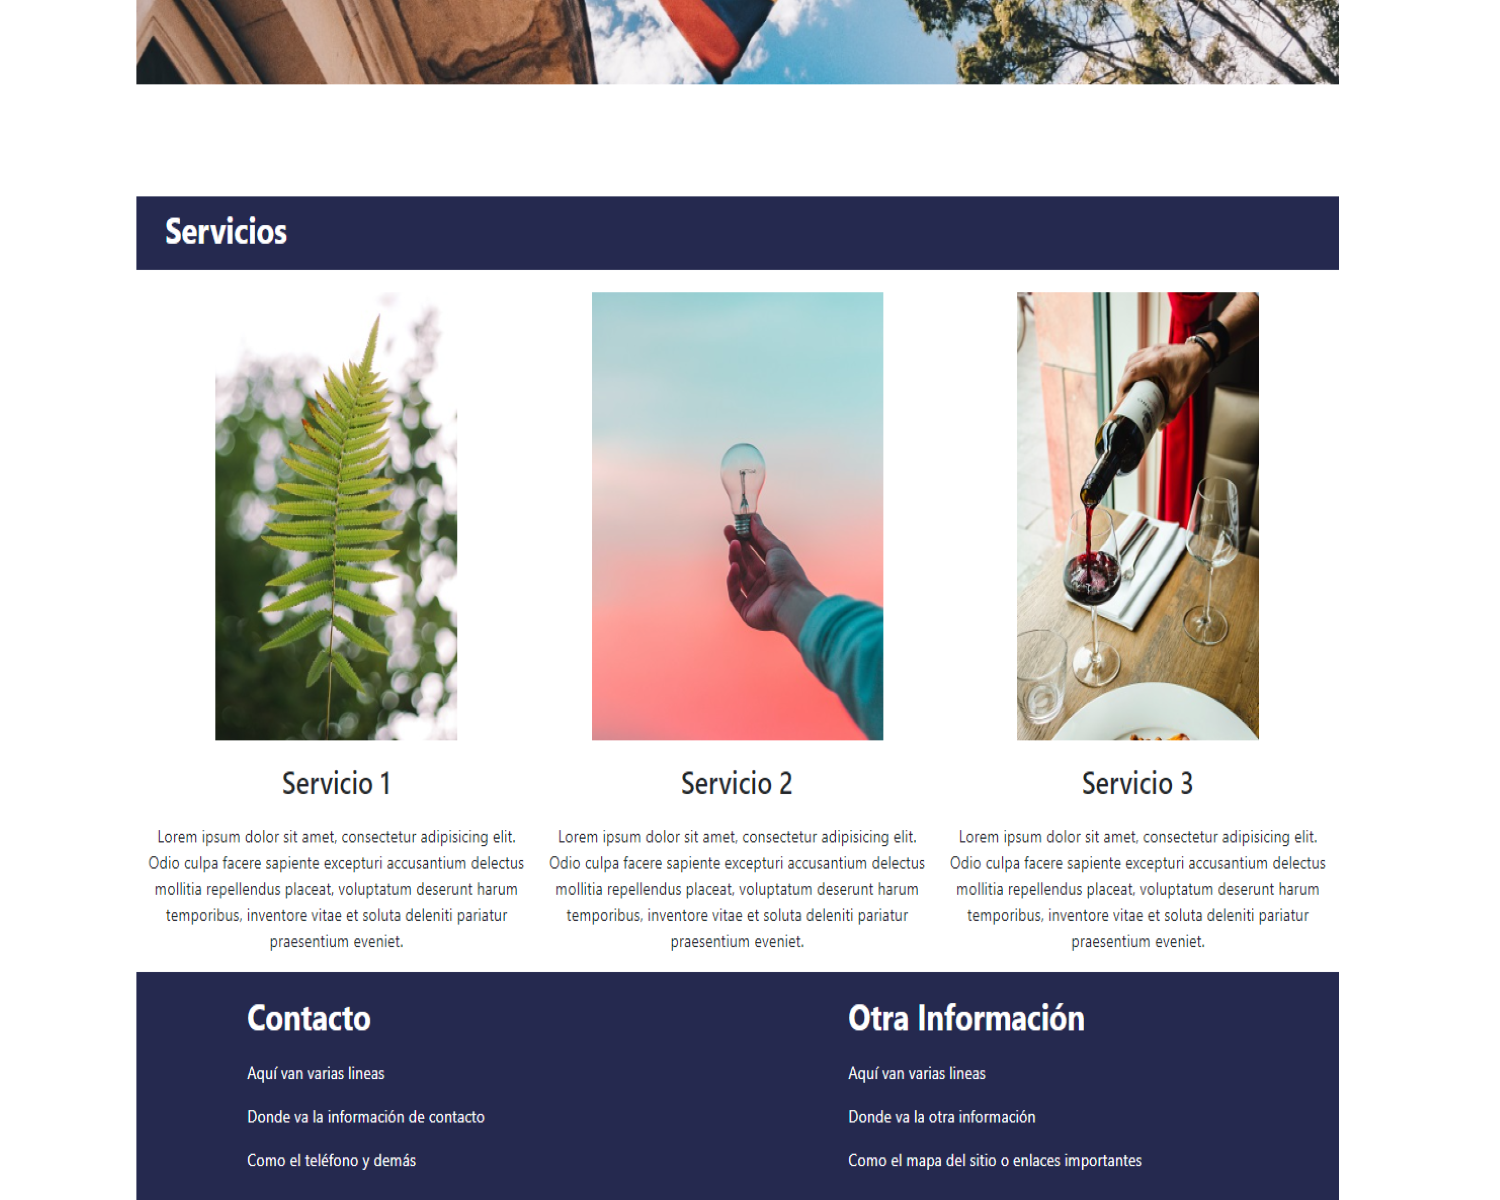 Servicios
Servicio 1
Lorem ipsum dolor sit amet, consectetur adipisicing elit.
Odio culpa facere sapiente excepturi accusantium delectus
mollitia repellendus placeat, voluptatum deserunt harum
temporibus, inventore vitae et soluta deleniti pariatur
praesentium eveniet.
Servicio 2
Lorem ipsum dolor sit amet, consectetur adipisicing elit.
Odio culpa facere sapiente excepturi accusantium delectus
mollitia repellendus placeat, voluptatum deserunt harum
temporibus, inventore vitae et soluta deleniti pariatur
praesentium eveniet.
Servicio 3
Lorem ipsum dolor sit amet, consectetur adipisicing elit.
Odio culpa facere sapiente excepturi accusantium delectus
mollitia repellendus placeat, voluptatum deserunt harum
temporibus, inventore vitae et soluta deleniti pariatur
praesentium eveniet.
Contacto
Aquí van varias lineas
Donde va la información de contacto
Como el teléfono y demás
Otra Información
Aquí van varias lineas
Donde va la otra información
Como el mapa del sitio o enlaces importantes